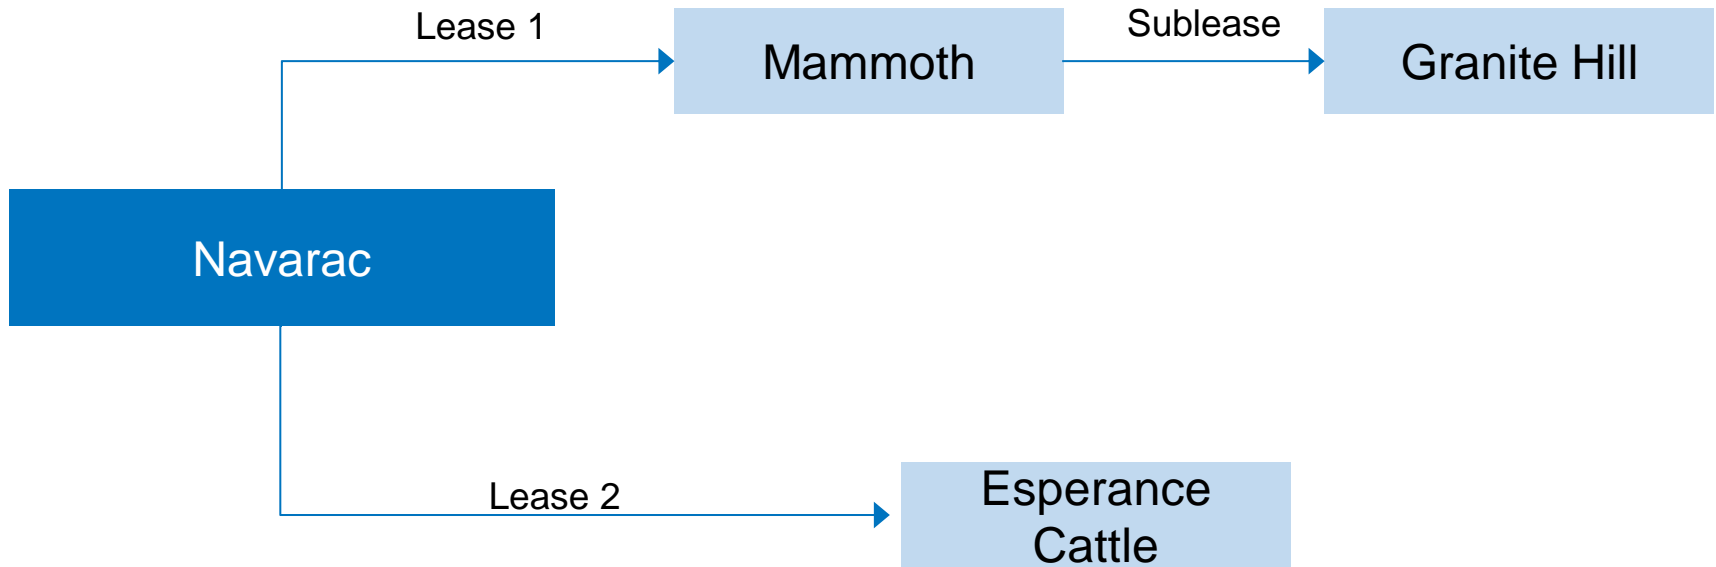 Lease 1
Mammoth
Sublease
Granite Hill
Navarac
Lease 2
Esperance
Cattle